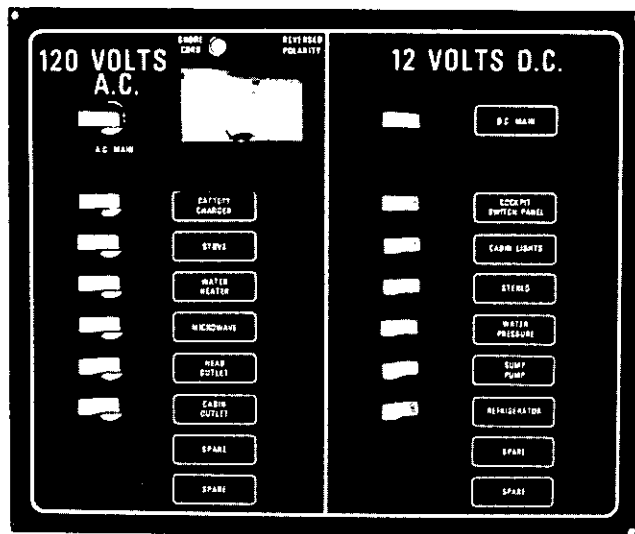 SHORE
CORD
REVERSED
POLARITY
120 VOLTS
A.C.
A.C. MAIN
BATTERY
CHARGER
STOVE
WATER
HEATER
MICROWAVE
HEAD
OUTLET
CABIN
OUTLET
SPARE
SPARE
12 VOLTS D.C.
D.C. MAIN
COCKPIT
SWITCH PANEL
CABIN LIGHTS
STEREO
WATER
PRESSURE
SUMP
PUMP
REFRIGERATOR
SPARE
SPARE